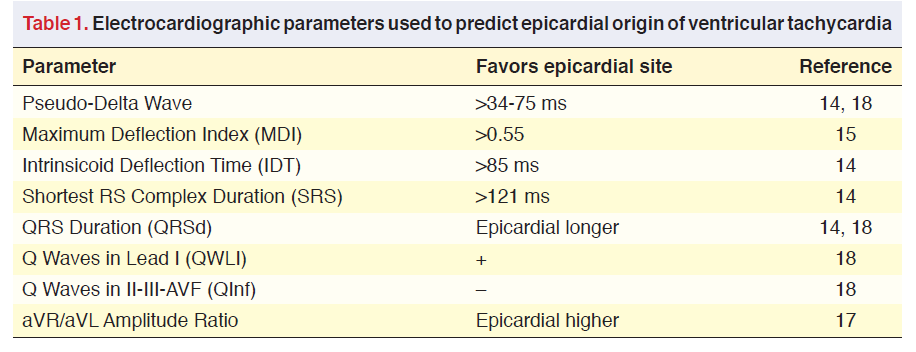 Table 1. Electrocardiographic parameters used to predict epicardial origin of ventricular tachycardia
Parameter Favors epicardial site Reference
Pseudo-Delta Wave >34-75 ms 14, 18
Maximum Deflection Index (MDI) >0.55 15
Intrinsicoid Deflection Time (IDT) >85 ms 14
Shortest RS Complex Duration (SRS) >121 ms 14
QRS Duration (QRSd) Epicardial longer 14, 18
Q Waves in Lead I (QWLI) + 18
Q Waves in II-III-AVF (QInf) – 18
aVR/aVL Amplitude Ratio Epicardial higher 17